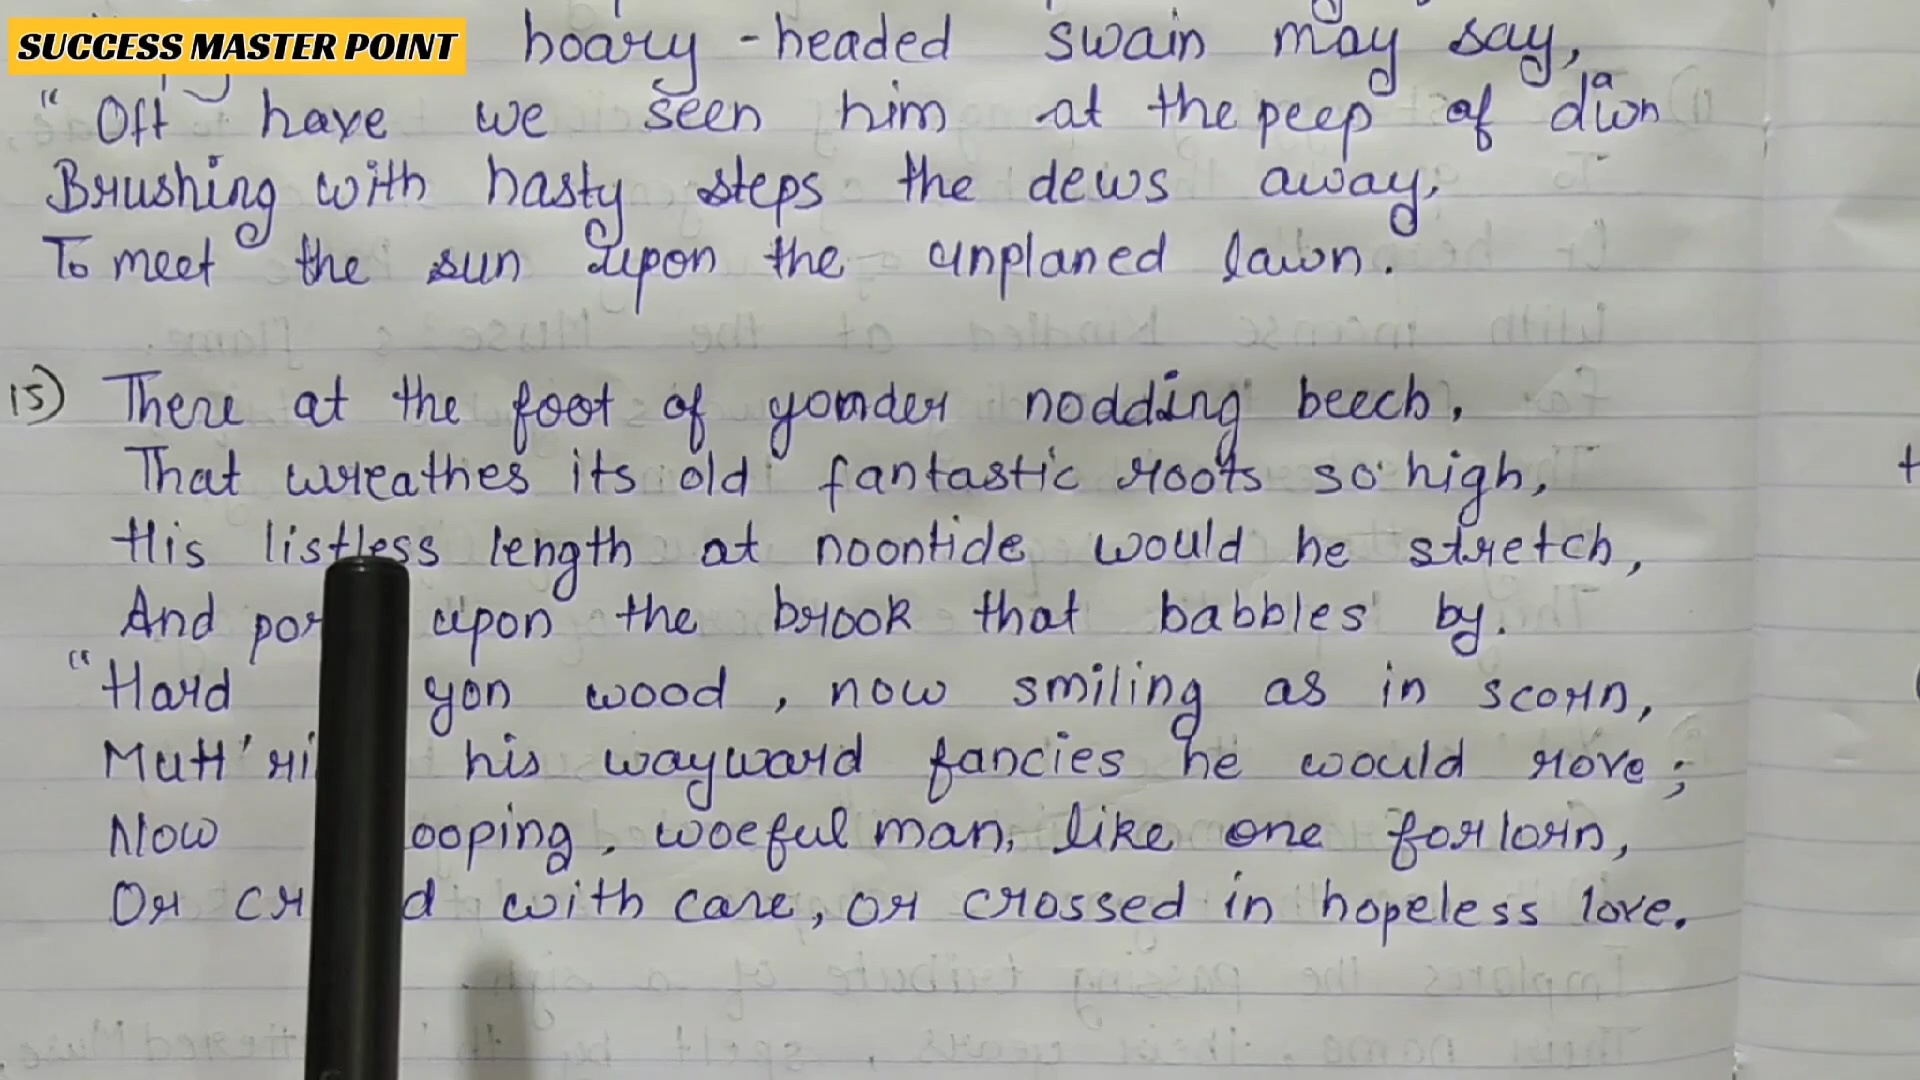 SUCCESS MASTER POINT
hoary-headed swain may say,
"Oft have we seen him at the peep of dawn
Brushing with hasty steps the dews away,
To meet the sun upon the unplaned lawn.
15) There at the foot of yonder nodding beech,
That wreathes its old fantastic roots so high,
His listless length at noontide would he stretch,
And por upon the brook that babbles by.
"Hard yon wood, now smiling as in scorn,
Mutt'ri his wayward fancies he would rove;
Now ooping, woeful man, like one forlorn,
Or cr d with care, or crossed in hopeless love.